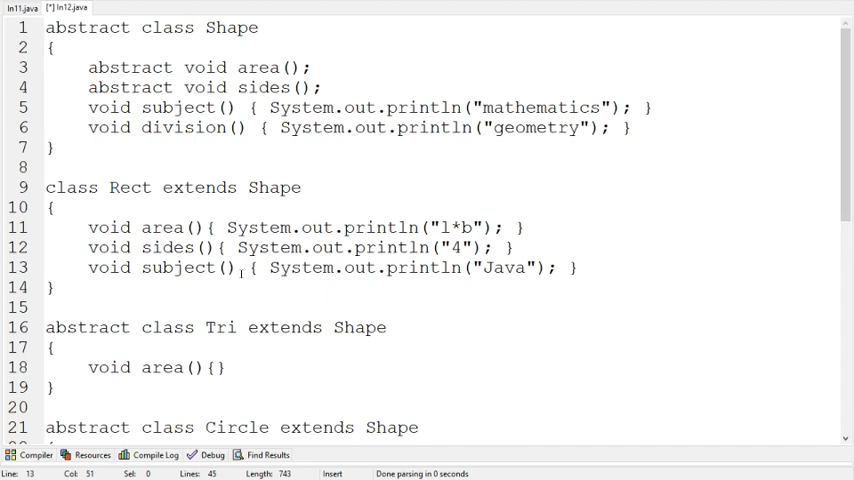 In11.java [*] In12.java
1 abstract class Shape
2 {
3 abstract void area();
4 abstract void sides();
5 void subject() { System.out.println("mathematics"); }
6 void division() { System.out.println("geometry"); }
7 }
8
9 class Rect extends Shape
10 {
11 void area(){ System.out.println("l*b"); }
12 void sides(){ System.out.println("4"); }
13 void subject() { System.out.println("Java"); }
14 }
15
16 abstract class Tri extends Shape
17 {
18 void area(){}
19 }
20
21 abstract class Circle extends Shape
Compiler Resources Compile Log Debug Find Results
Line: 13 Col: 51 Sel: 0 Lines: 45 Length: 743 Insert Done parsing in 0 seconds